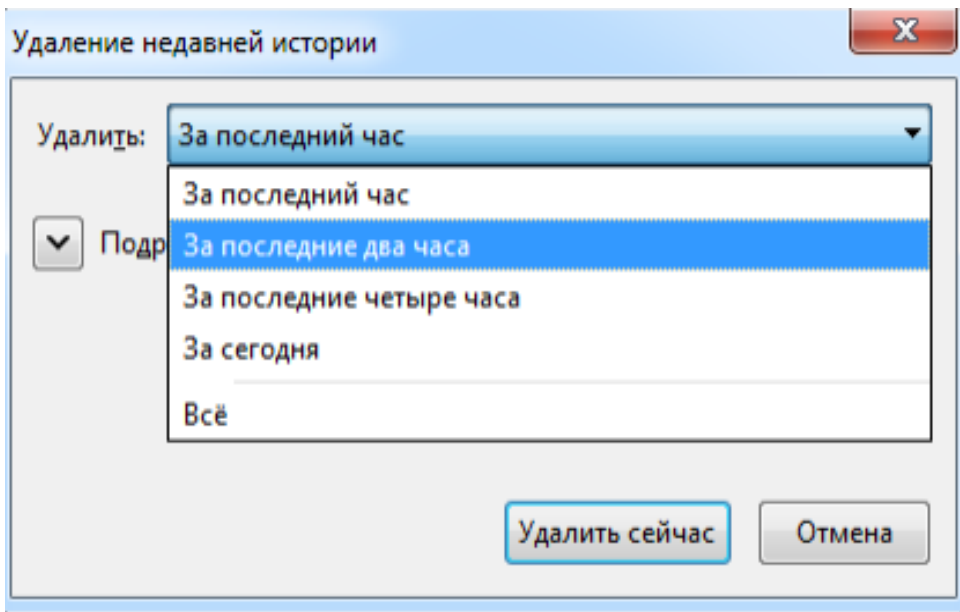 Удаление недавней истории
Удалить: За последний час
За последний час
Подр За последние два часа
За последние четыре часа
За сегодня
Всё
Удалить сейчас Отмена